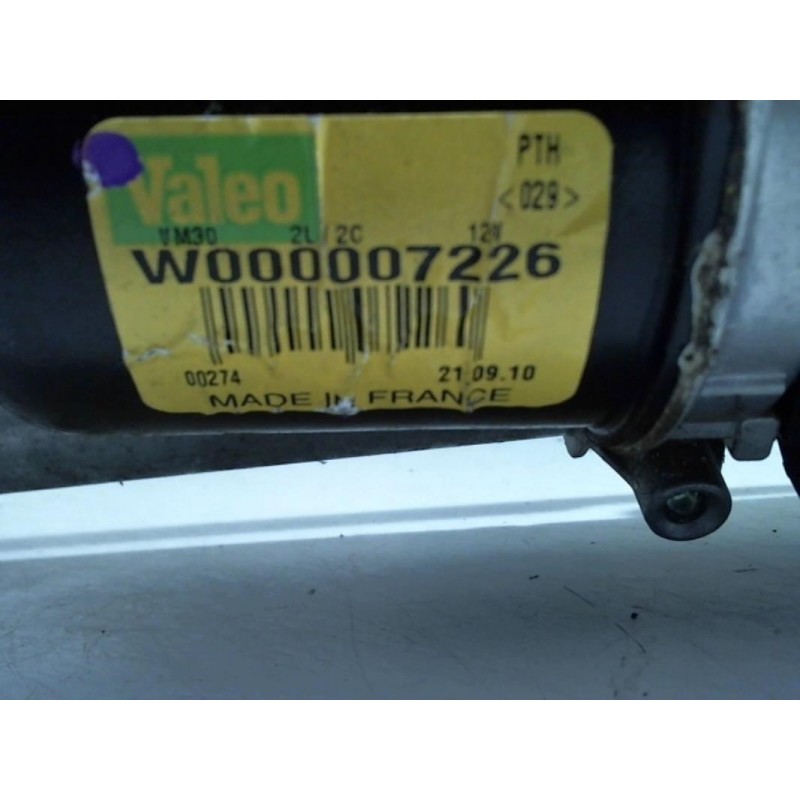 Valeo
PTH
<029>
VM30 2L/2C 12V
W000007226
00274 21.09.10
MADE IN FRANCE